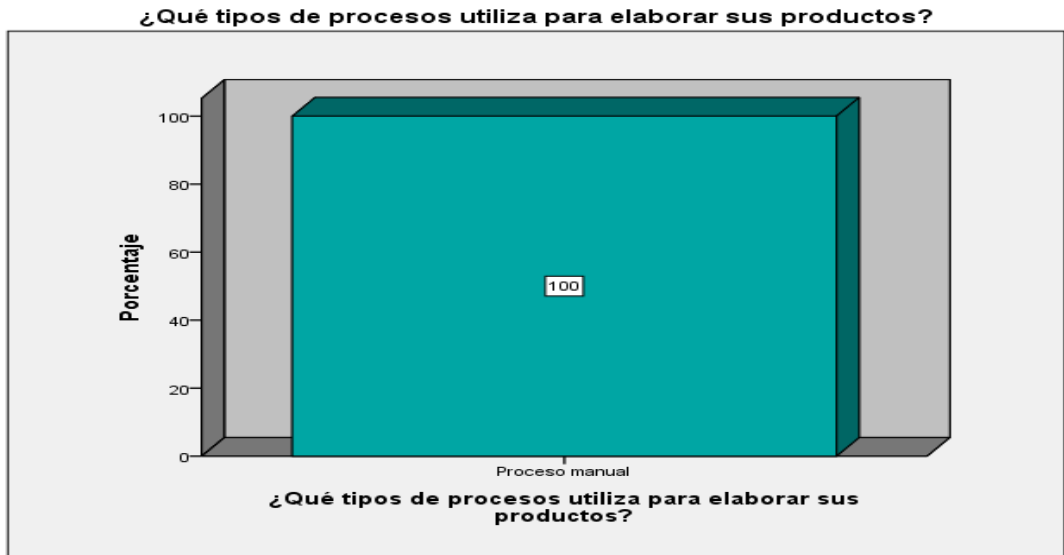 ¿Qué tipos de procesos utiliza para elaborar sus productos?
100
80
60
40
20
0
Porcentaje
100
Proceso manual
¿Qué tipos de procesos utiliza para elaborar sus
productos?